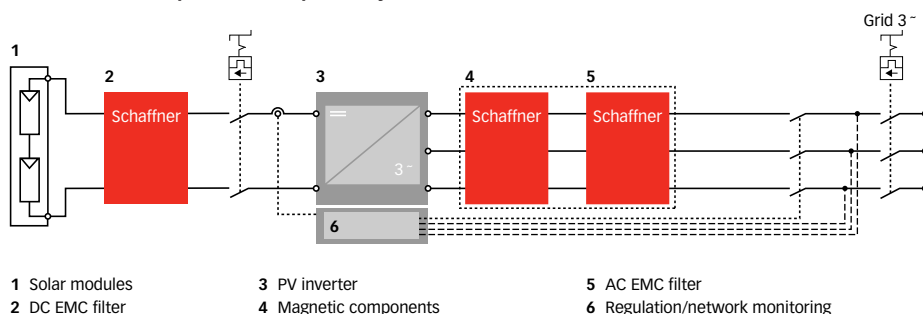 Grid 3 ~
1
2
3
4
5
Schaffner
Schaffner
Schaffner
3 ~
6
1 Solar modules
2 DC EMC filter
3 PV inverter
4 Magnetic components
5 AC EMC filter
6 Regulation/network monitoring